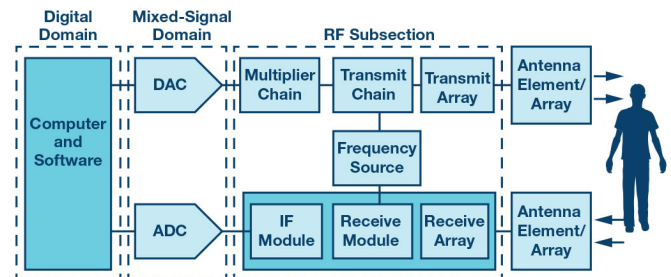 Digital
Domain
Mixed-Signal
Domain
RF Subsection
Computer
and
Software
DAC
Multiplier
Chain
Transmit
Chain
Transmit
Array
Antenna
Element/
Array
Frequency
Source
ADC
IF
Module
Receive
Module
Receive
Array
Antenna
Element/
Array